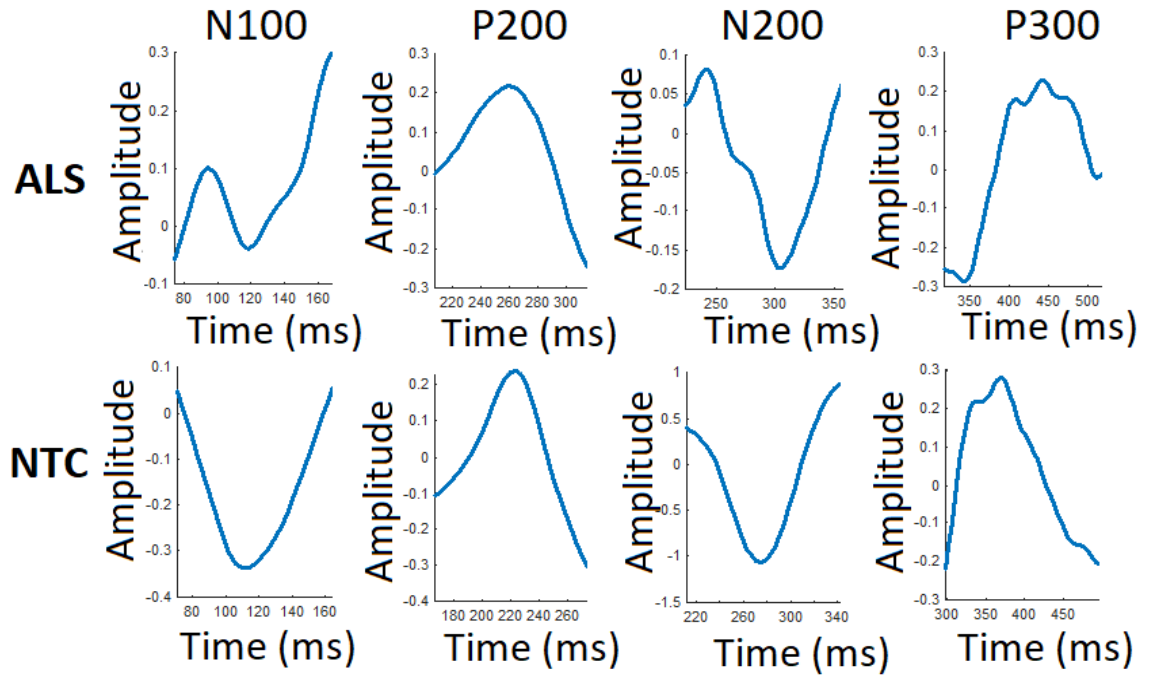 N100 P200 N200 P300
ALS
Amplitude Amplitude Amplitude Amplitude
0.3 0.3 0.1 0.3
0.2 0.2 0.05 0.2
0.1 0.1 0 0.1
0 0 -0.05 0
-0.1 -0.1 -0.1 -0.1
-0.2 -0.15 -0.2
-0.3 -0.2 -0.3
80 100 120 140 160 220 240 260 280 300 250 300 350 350 400 450 500
Time (ms) Time (ms) Time (ms) Time (ms)
NTC
Amplitude Amplitude Amplitude Amplitude
0.1 0.2 1 0.3
0 0.1 0.5 0.2
-0.1 0 0 0.1
-0.2 -0.1 -0.5 0
-0.3 -0.2 -1 -0.1
-0.4 -0.3 -1.5 -0.2
-0.4 -0.3
80 100 120 140 160 180 200 220 240 260 220 260 300 340 300 350 400 450
Time (ms) Time (ms) Time (ms) Time (ms)